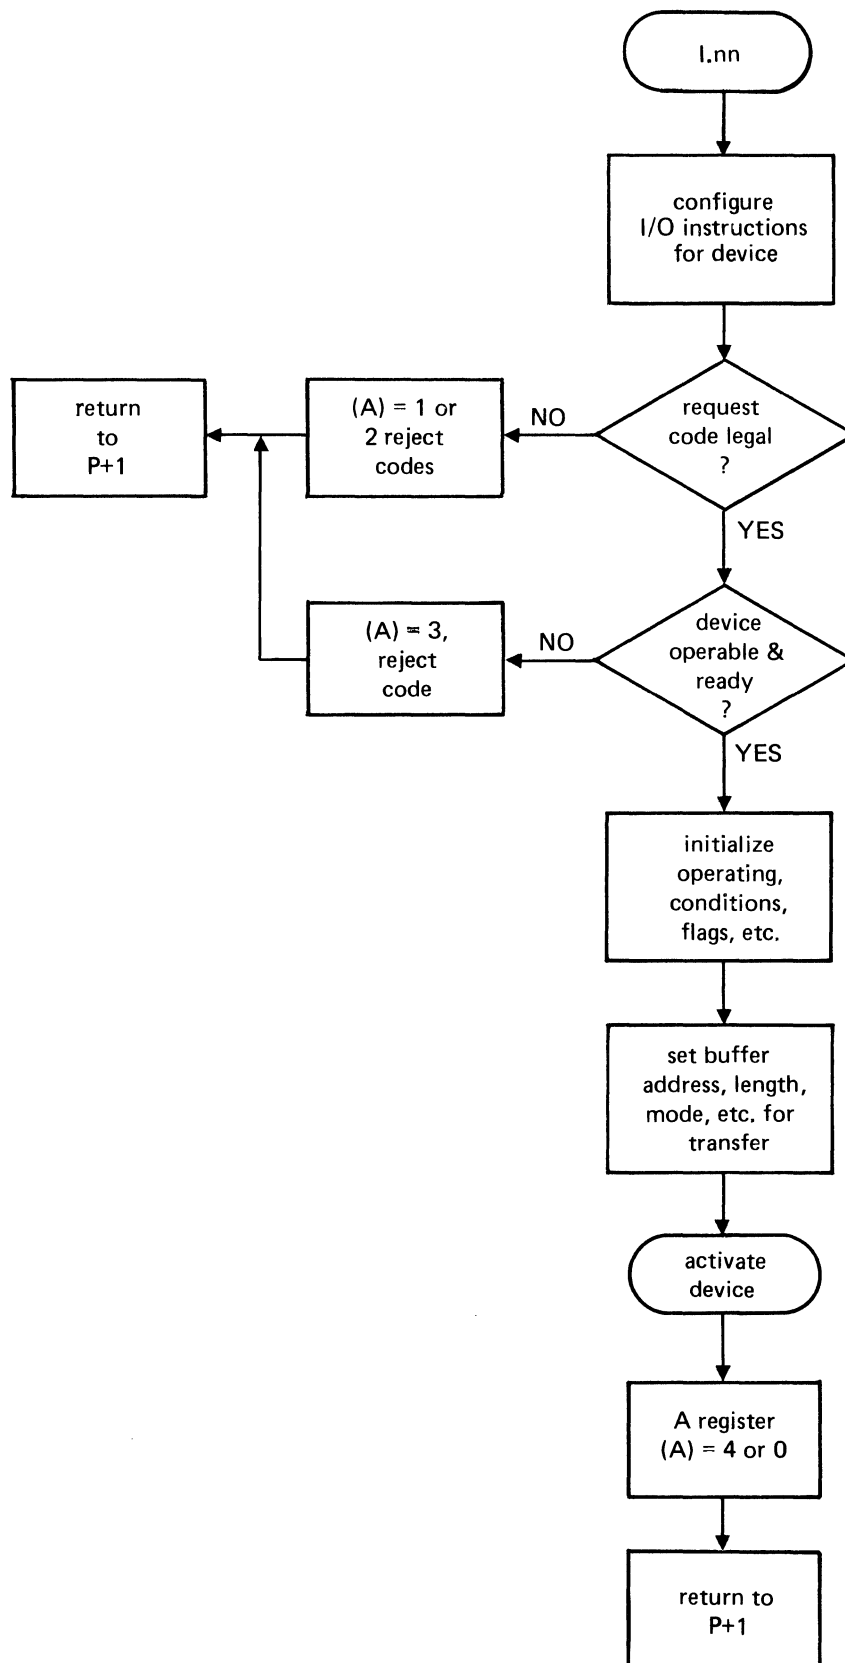 I.nn
configure
I/O instructions
for device
request
code legal
?
NO
(A) = 1 or
2 reject
codes
return
to
P+1
YES
device
operable &
ready
?
NO
(A) = 3,
reject
code
YES
initialize
operating,
conditions,
flags, etc.
set buffer
address, length,
mode, etc. for
transfer
activate
device
A register
(A) = 4 or 0
return to
P+1